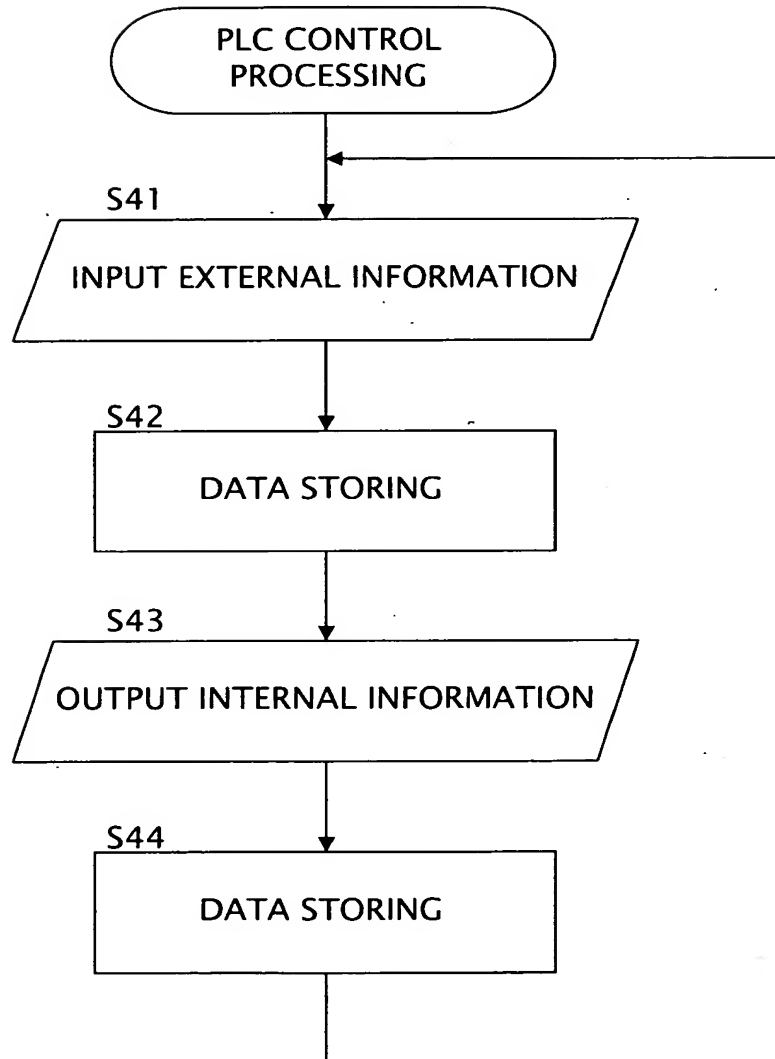 PLC CONTROL
PROCESSING
S41
INPUT EXTERNAL INFORMATION
S42
DATA STORING
S43
OUTPUT INTERNAL INFORMATION
S44
DATA STORING